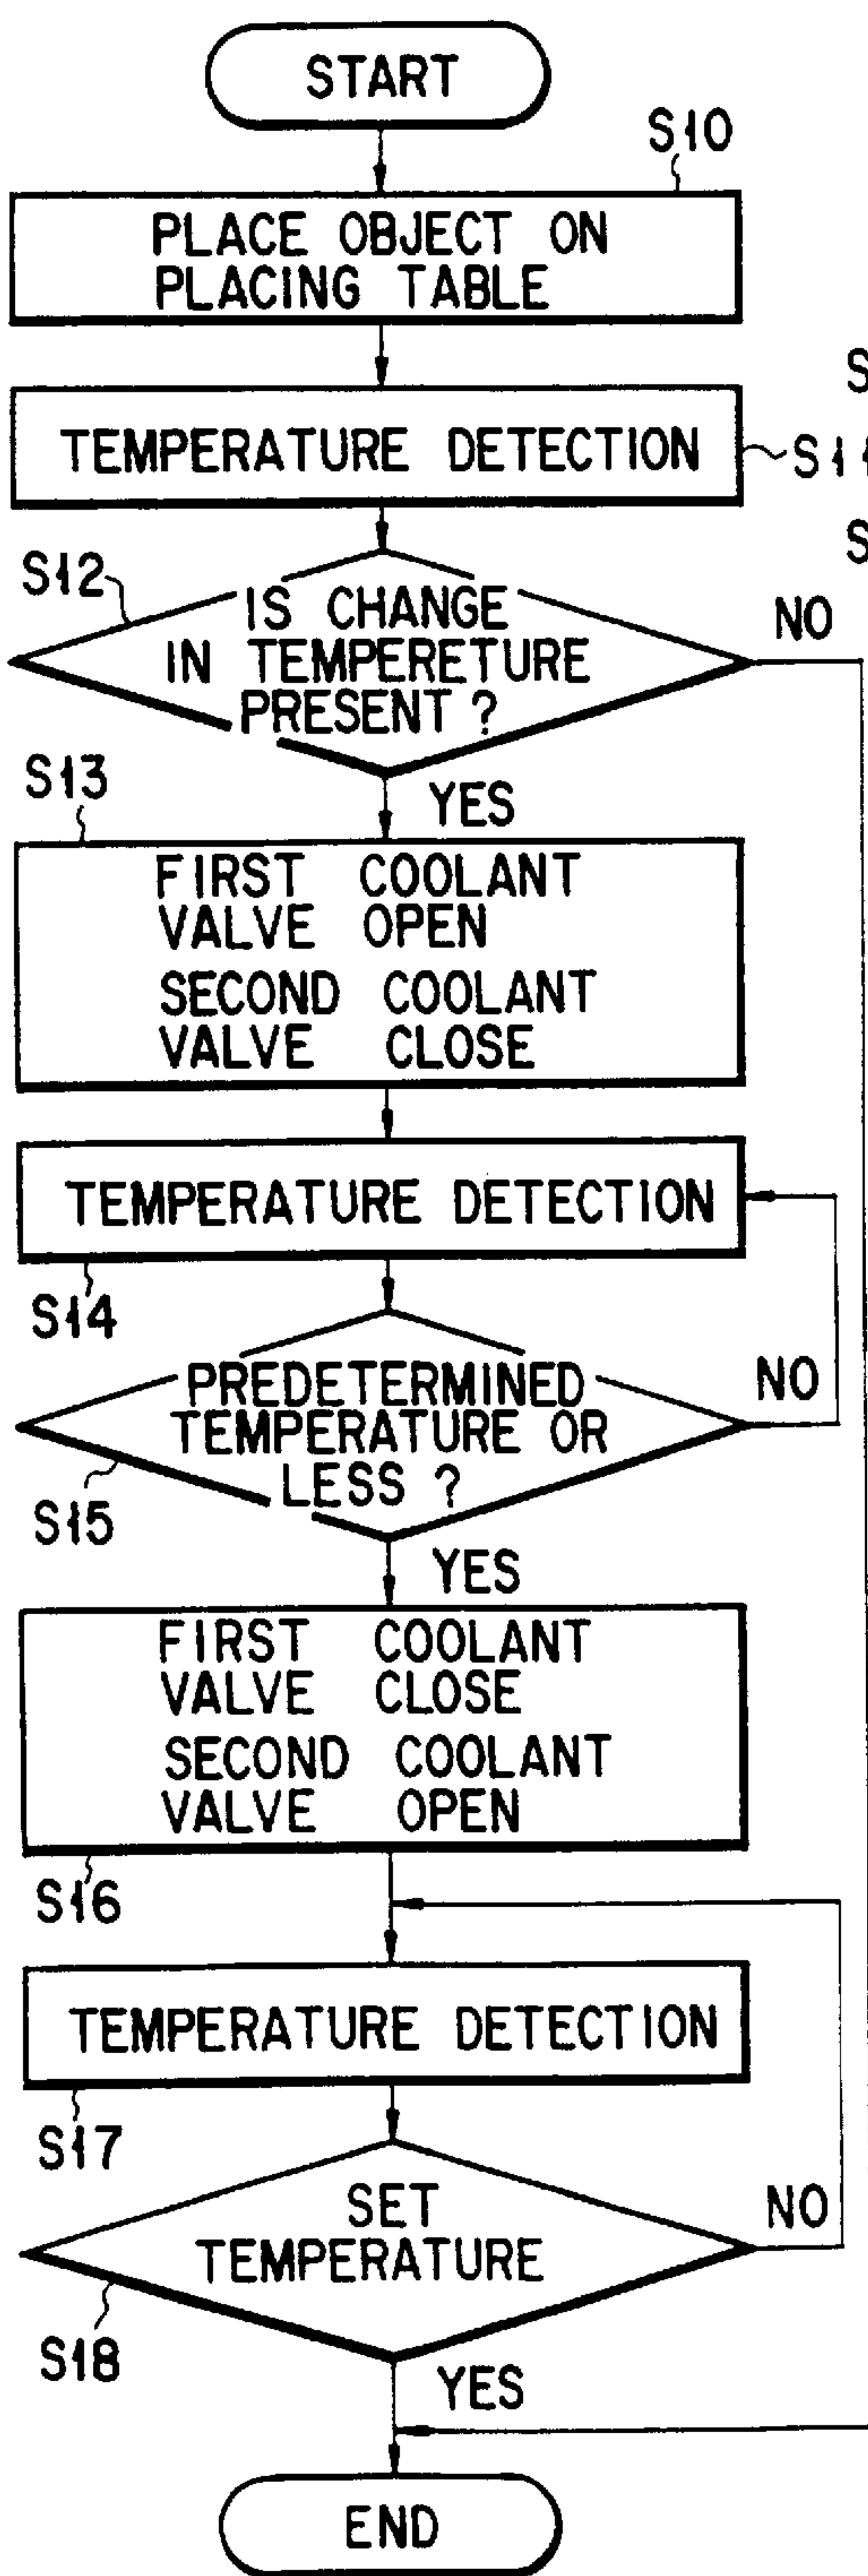 START
S10
PLACE OBJECT ON
PLACING TABLE
S
TEMPERATURE DETECTION
S11
S
S12
IS CHANGE
IN TEMPERETURE
PRESENT ?
NO
YES
S13
FIRST COOLANT
VALVE OPEN
SECOND COOLANT
VALVE CLOSE
TEMPERATURE DETECTION
S14
PREDETERMINED
TEMPERATURE OR
LESS ?
NO
S15
YES
FIRST COOLANT
VALVE CLOSE
SECOND COOLANT
VALVE OPEN
S16
TEMPERATURE DETECTION
S17
SET
TEMPERATURE
NO
S18
YES
END